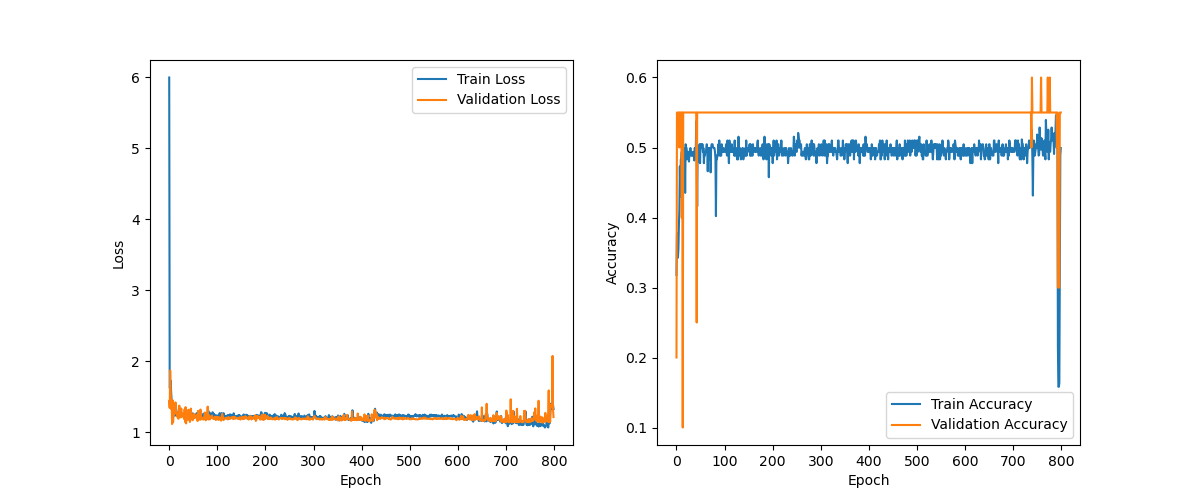 Train Loss
Validation Loss
6
5
4
3
2
1
Loss
0 100 200 300 400 500 600 700 800
Epoch
0.6
0.5
0.4
0.3
0.2
0.1
Accuracy
Train Accuracy
Validation Accuracy
0 100 200 300 400 500 600 700 800
Epoch